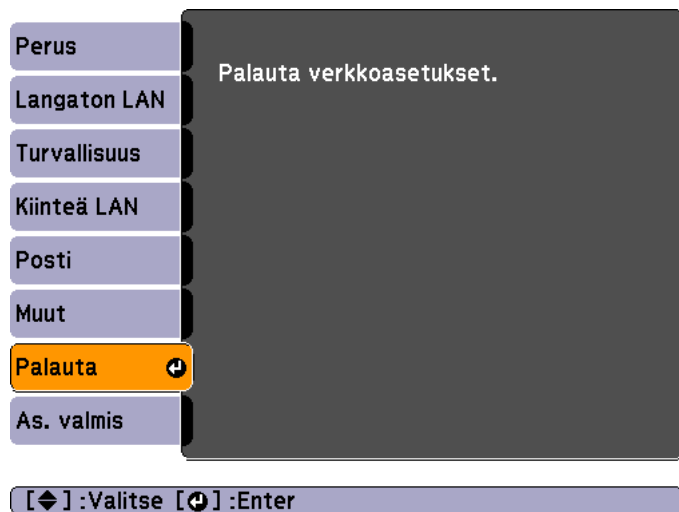 Perus
Langaton LAN
Turvallisuus
Kiinteä LAN
Posti
Muut
Palauta
As. valmis
Palauta verkkoasetukset.
[◆] :Valitse [⏎] :Enter